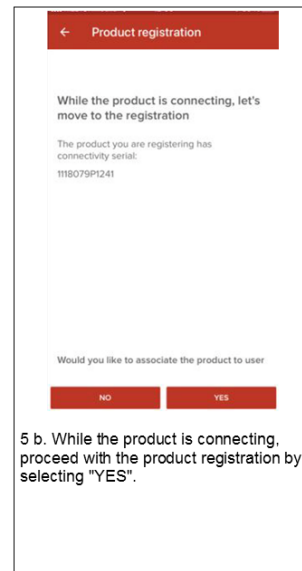 ← Product registration
While the product is connecting, let's
move to the registration
The product you are registering has
connectivity serial:
1118079P1241
Would you like to associate the product to user
NO YES
5 b. While the product is connecting,
proceed with the product registration by
selecting "YES".